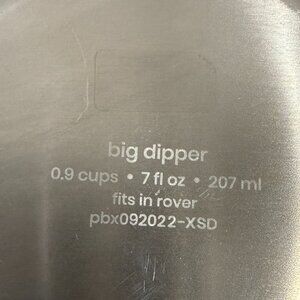 big dipper
0.9 cups • 7 fl oz • 207 ml
fits in rover
pbx092022-XSD